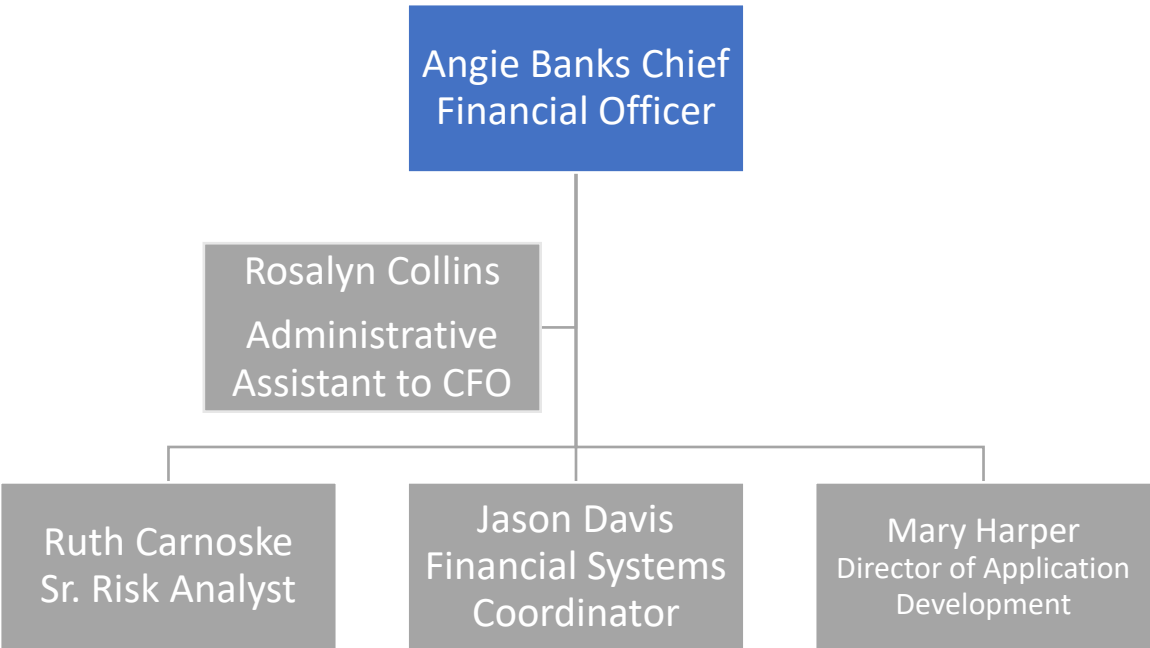 Angie Banks Chief
Financial Officer
Rosalyn Collins
Administrative
Assistant to CFO
Ruth Carnoske
Sr. Risk Analyst
Jason Davis
Financial Systems
Coordinator
Mary Harper
Director of Application
Development